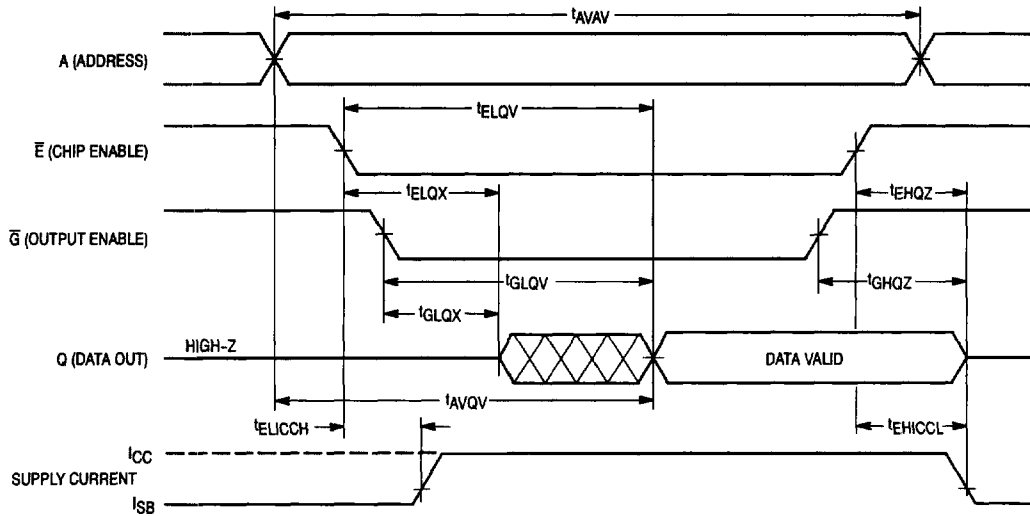 tAVAV
A (ADDRESS)
tELQV
E (CHIP ENABLE)
tELQX
tEHQZ
G (OUTPUT ENABLE)
tGLQV
tGHQZ
tGLQX
HIGH-Z
Q (DATA OUT)
DATA VALID
tAVQV
tELICCH
tEHICCL
ICC
SUPPLY CURRENT
ISB